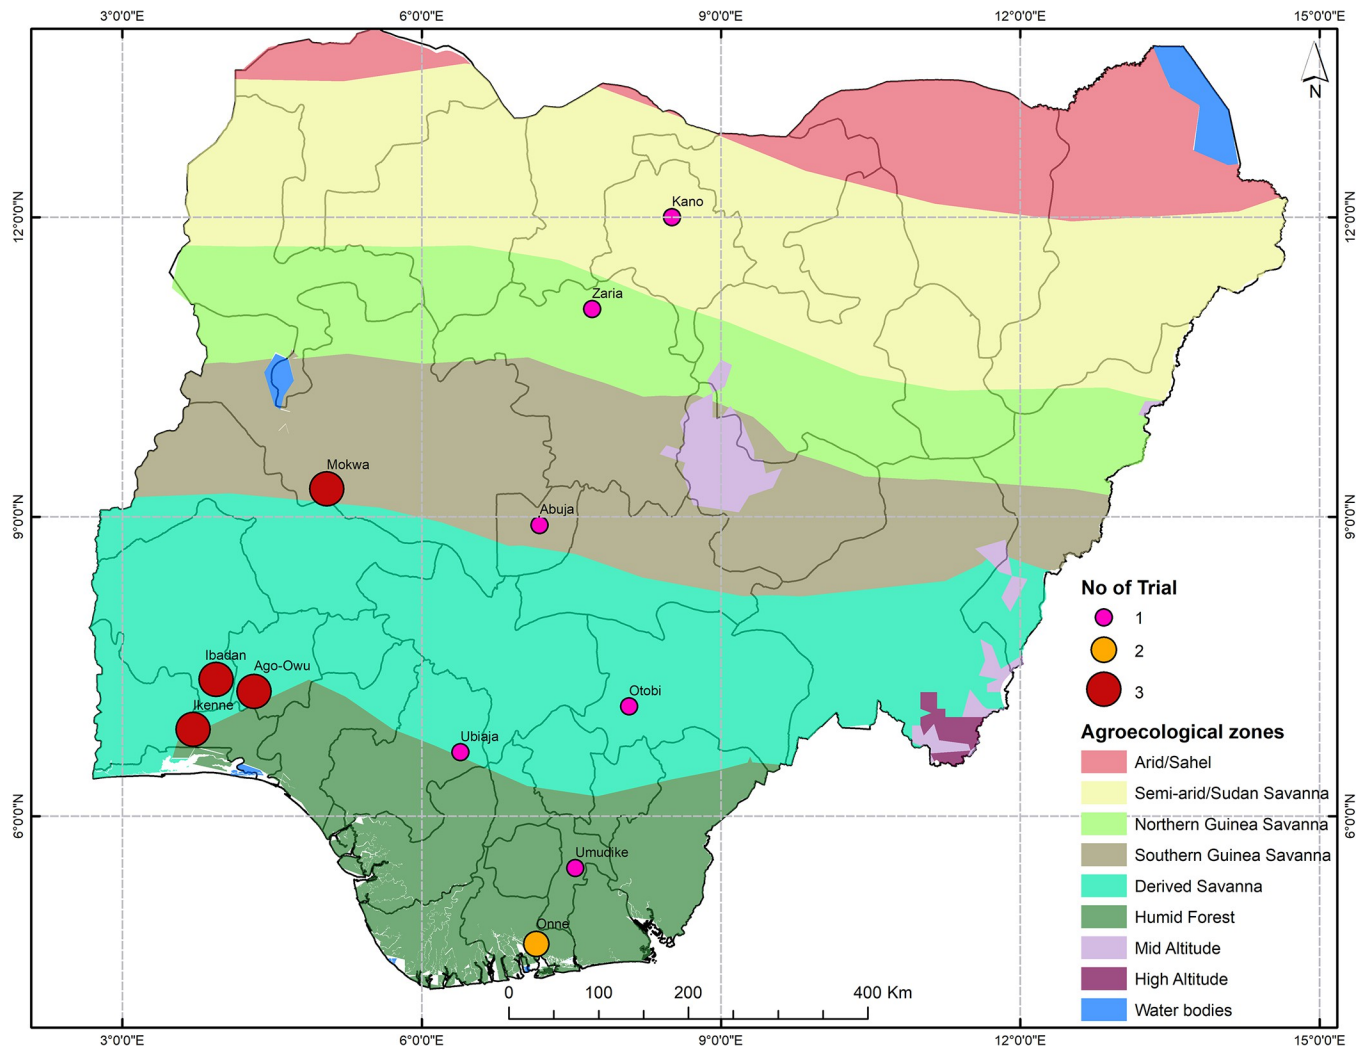 3°0'0"E 6°0'0"E 9°0'0"E 12°0'0"E 15°0'0"E
N
12°0'0"N 12°0'0"N
Kano
Zaria
Mokwa
9°0'0"N 9°0'0"N
Abuja
No of Trial
1
2
3
Ibadan
Ago-Owu
Ikenne
Otobi
Ubiaja
Agroecological zones
Arid/Sahel
Semi-arid/Sudan Savanna
6°0'0"N 6°0'0"N
Northern Guinea Savanna
Southern Guinea Savanna
Umudike
Derived Savanna
Humid Forest
Onne
Mid Altitude
High Altitude
0 100 200 400 Km
Water bodies
3°0'0"E 6°0'0"E 9°0'0"E 12°0'0"E 15°0'0"E